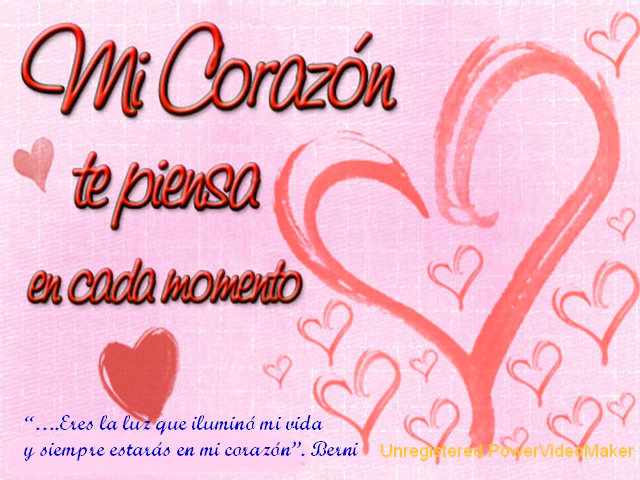 Mi Corazón
te piensa
en cada momento
“….Eres la luz que iluminó mi vida
y siempre estarás en mi corazón”. Berni
Unregistered PowerVideoMaker